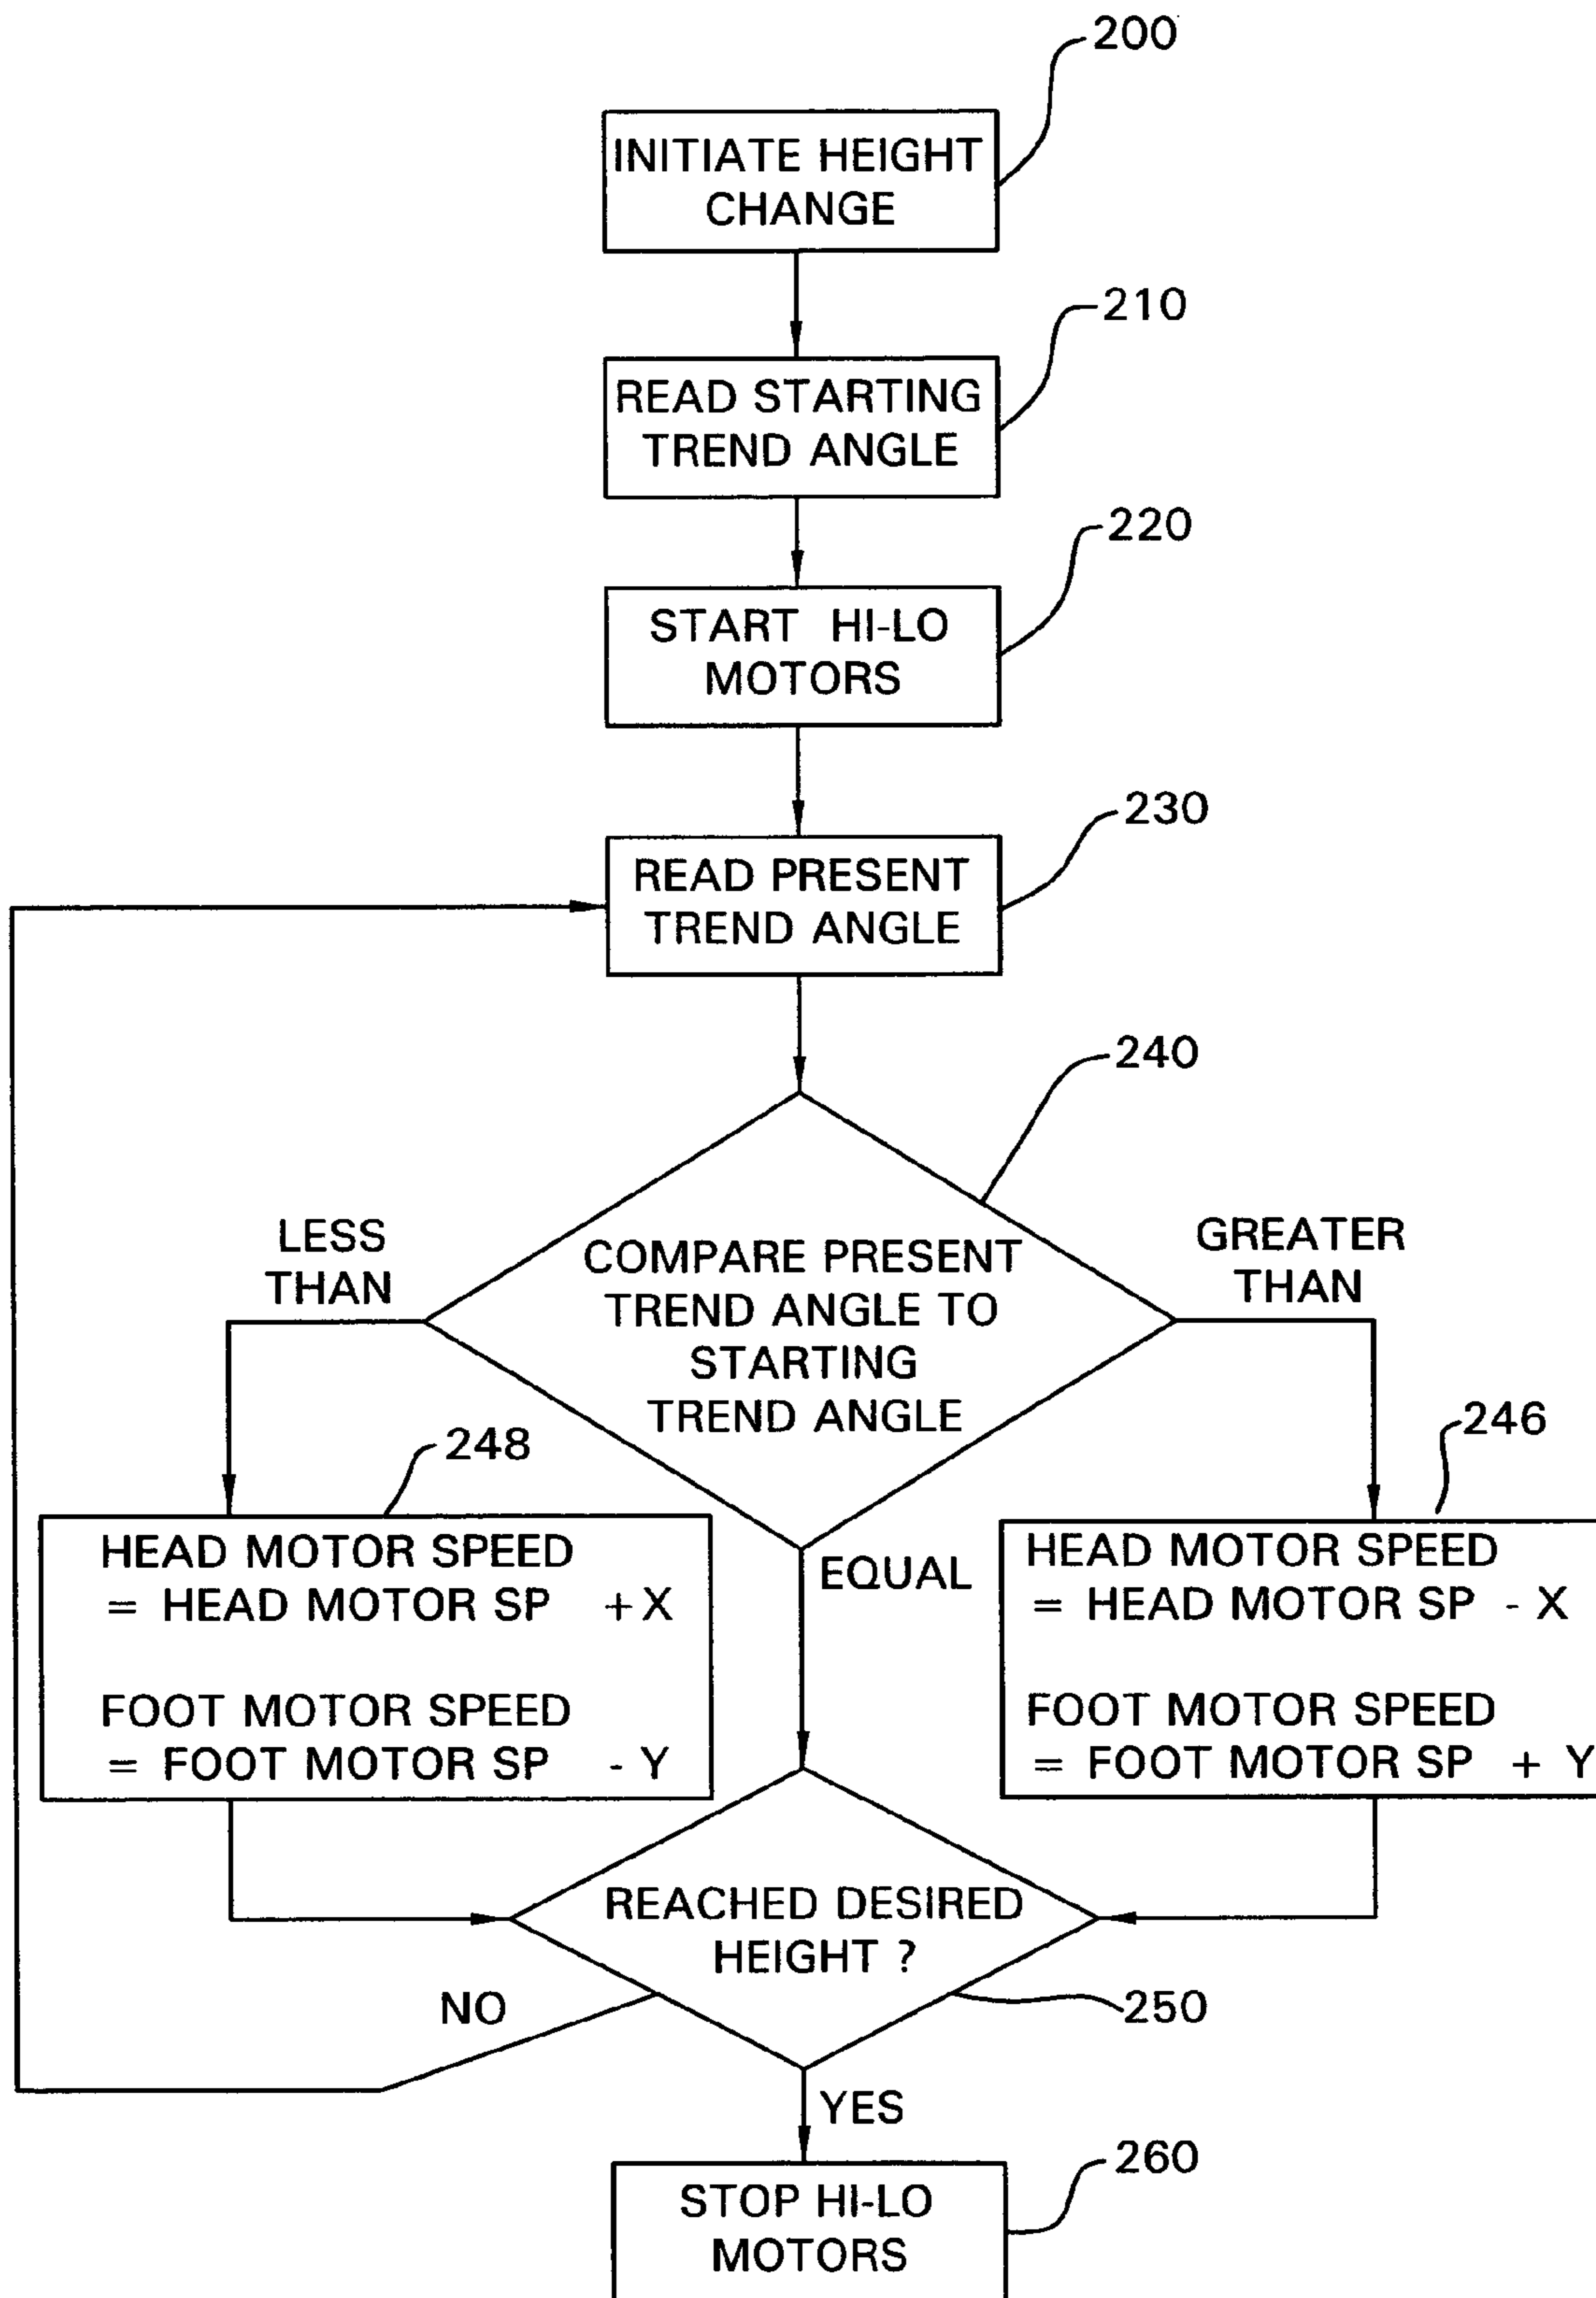 200
INITIATE HEIGHT
CHANGE
210
READ STARTING
TREND ANGLE
220
START HI-LO
MOTORS
230
READ PRESENT
TREND ANGLE
240
LESS
THAN
COMPARE PRESENT
TREND ANGLE TO
STARTING
TREND ANGLE
GREATER
THAN
248
HEAD MOTOR SPEED
= HEAD MOTOR SP +X
FOOT MOTOR SPEED
= FOOT MOTOR SP - Y
EQUAL
246
HEAD MOTOR SPEED
= HEAD MOTOR SP - X
FOOT MOTOR SPEED
= FOOT MOTOR SP + Y
REACHED DESIRED
HEIGHT ?
NO
250
YES
260
STOP HI-LO
MOTORS